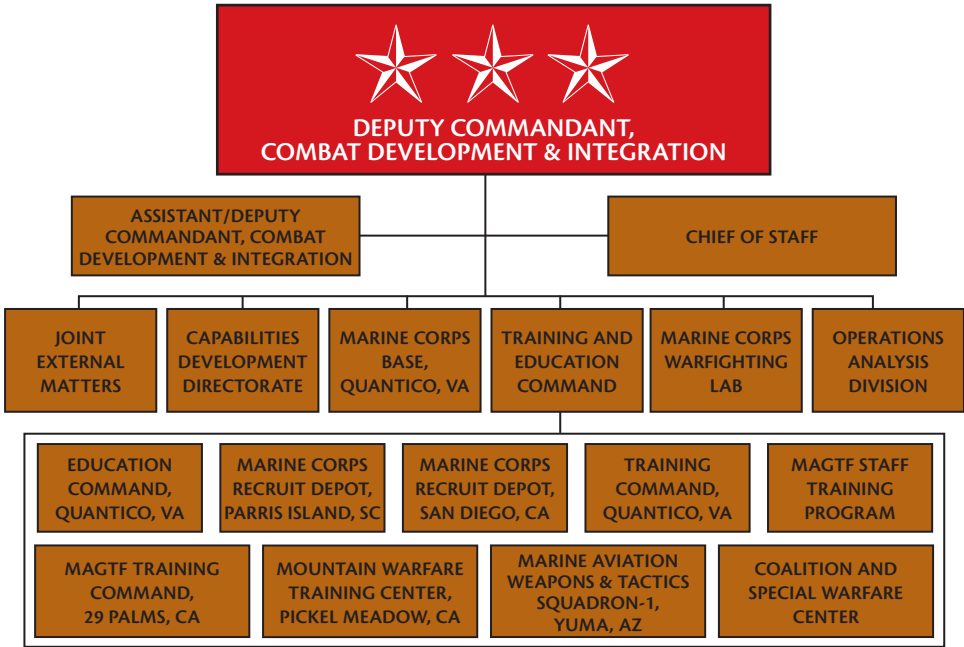 DEPUTY COMMANDANT,
COMBAT DEVELOPMENT & INTEGRATION
ASSISTANT/DEPUTY
COMMANDANT, COMBAT
DEVELOPMENT & INTEGRATION
CHIEF OF STAFF
JOINT
EXTERNAL
MATTERS
CAPABILITIES
DEVELOPMENT
DIRECTORATE
MARINE CORPS
BASE,
QUANTICO, VA
TRAINING AND
EDUCATION
COMMAND
MARINE CORPS
WARFIGHTING
LAB
OPERATIONS
ANALYSIS
DIVISION
EDUCATION
COMMAND,
QUANTICO, VA
MARINE CORPS
RECRUIT DEPOT,
PARRIS ISLAND, SC
MARINE CORPS
RECRUIT DEPOT,
SAN DIEGO, CA
TRAINING
COMMAND,
QUANTICO, VA
MAGTF STAFF
TRAINING
PROGRAM
MAGTF TRAINING
COMMAND,
29 PALMS, CA
MOUNTAIN WARFARE
TRAINING CENTER,
PICKEL MEADOW, CA
MARINE AVIATION
WEAPONS & TACTICS
SQUADRON-1,
YUMA, AZ
COALITION AND
SPECIAL WARFARE
CENTER